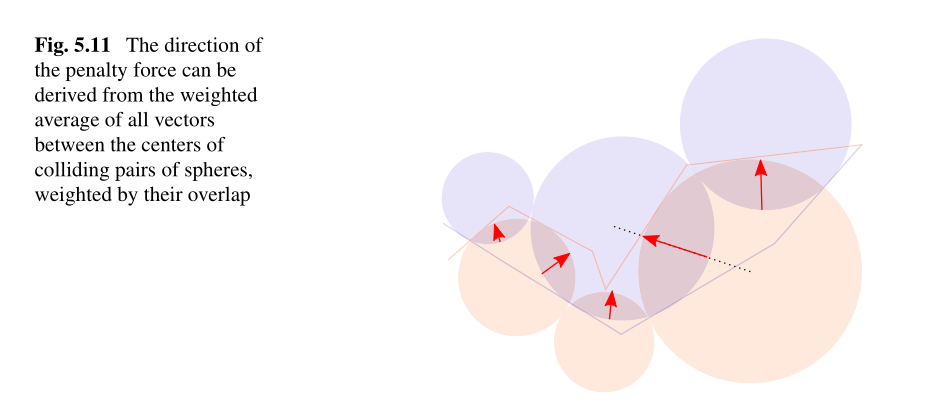 Fig. 5.11 The direction of
the penalty force can be
derived from the weighted
average of all vectors
between the centers of
colliding pairs of spheres,
weighted by their overlap